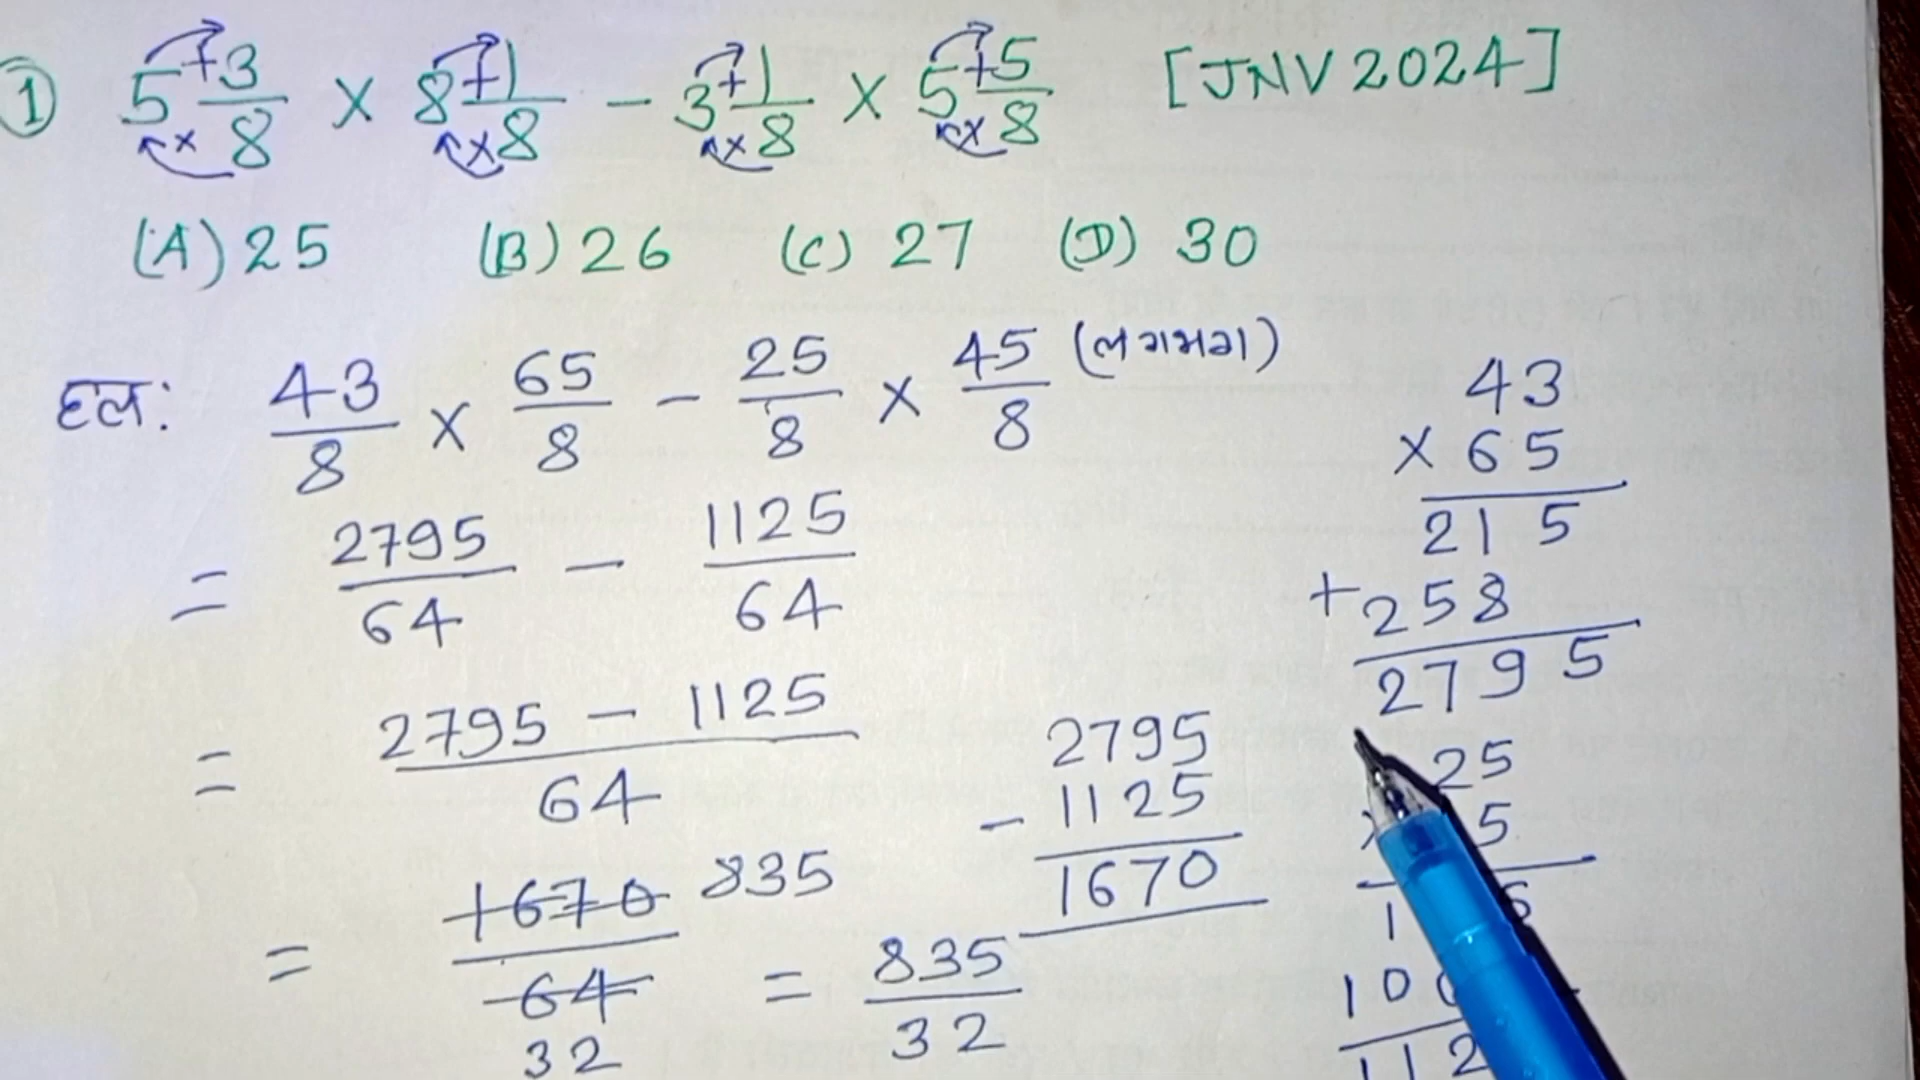 ① 5 3/8 × 8 1/8 − 3 1/8 × 5 5/8 [JNV 2024]
(A) 25 (B) 26 (C) 27 (D) 30
हल: 43/8 × 65/8 − 25/8 × 45/8 (लगभग)
= 2795/64 − 1125/64
= 2795 − 1125/64
= 1670/64 835 32 = 835/32
2795
− 1125
1670
43
× 65
215
+ 258
2795
25
5